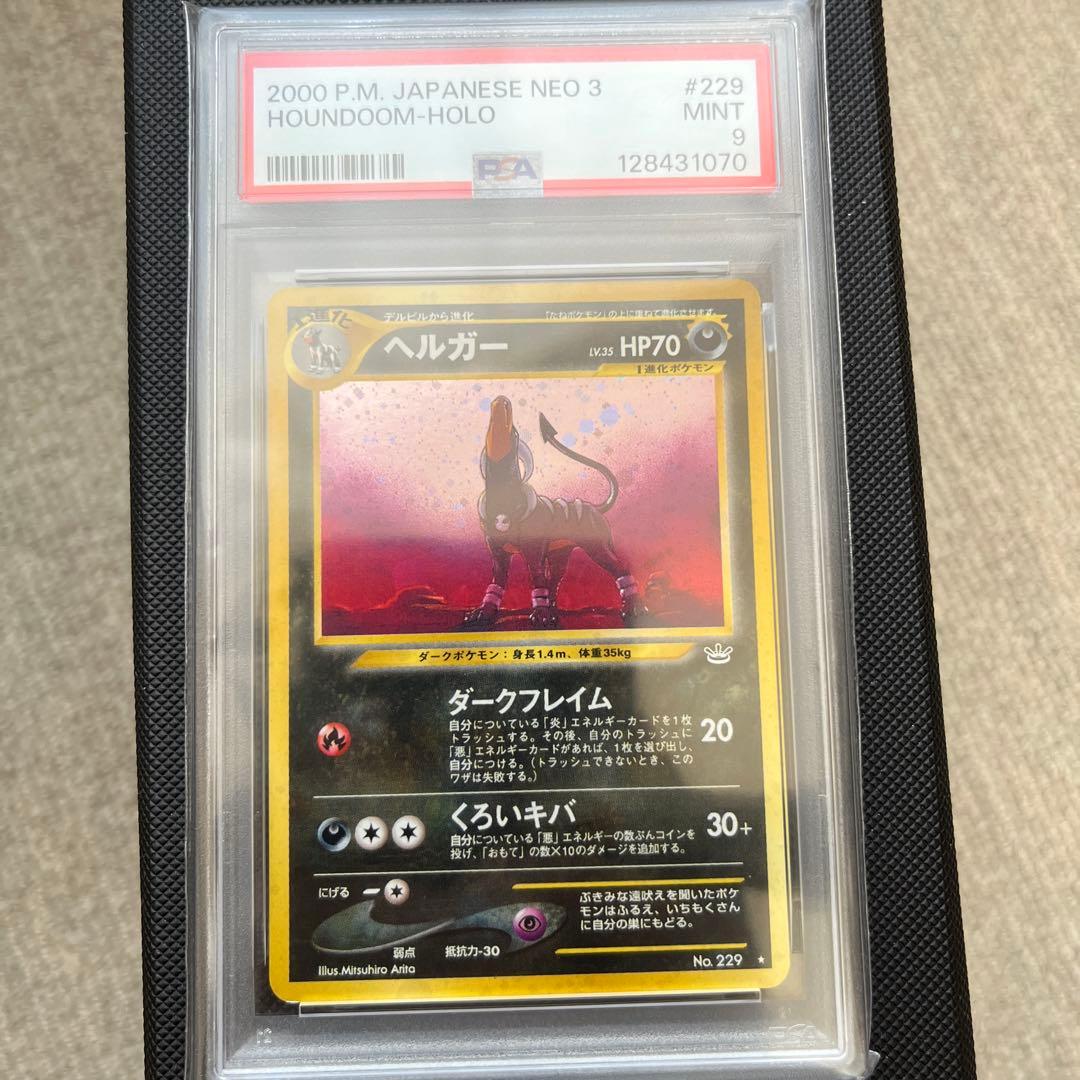 2000 P.M. JAPANESE NEO 3 #229
HOUNDOOM-HOLO MINT
9
PSA 128431070
1進化
デルビルから進化 「たねポケモン」の上に重ねて進化させます
ヘルガー LV.35 HP70
1進化ポケモン
ダークポケモン：身長1.4m、体重35kg
ダークフレイム
自分についている「炎」エネルギーカードを1枚
トラッシュする。その後、自分のトラッシュに
「悪」エネルギーカードがあれば、1枚を選び出し、
自分につける。（トラッシュできないとき、この
ワザは失敗する。）
20
くろいキバ
自分についている「悪」エネルギーの数ぶんコインを
投げ、「おもて」の数×10のダメージを追加する。
30+
にげる
ぶきみな遠吠えを聞いたポケ
モンはふるえ、いちもくさん
に自分の巣にもどる。
弱点 抵抗力-30
Illus.Mitsuhiro Arita No.229 ★